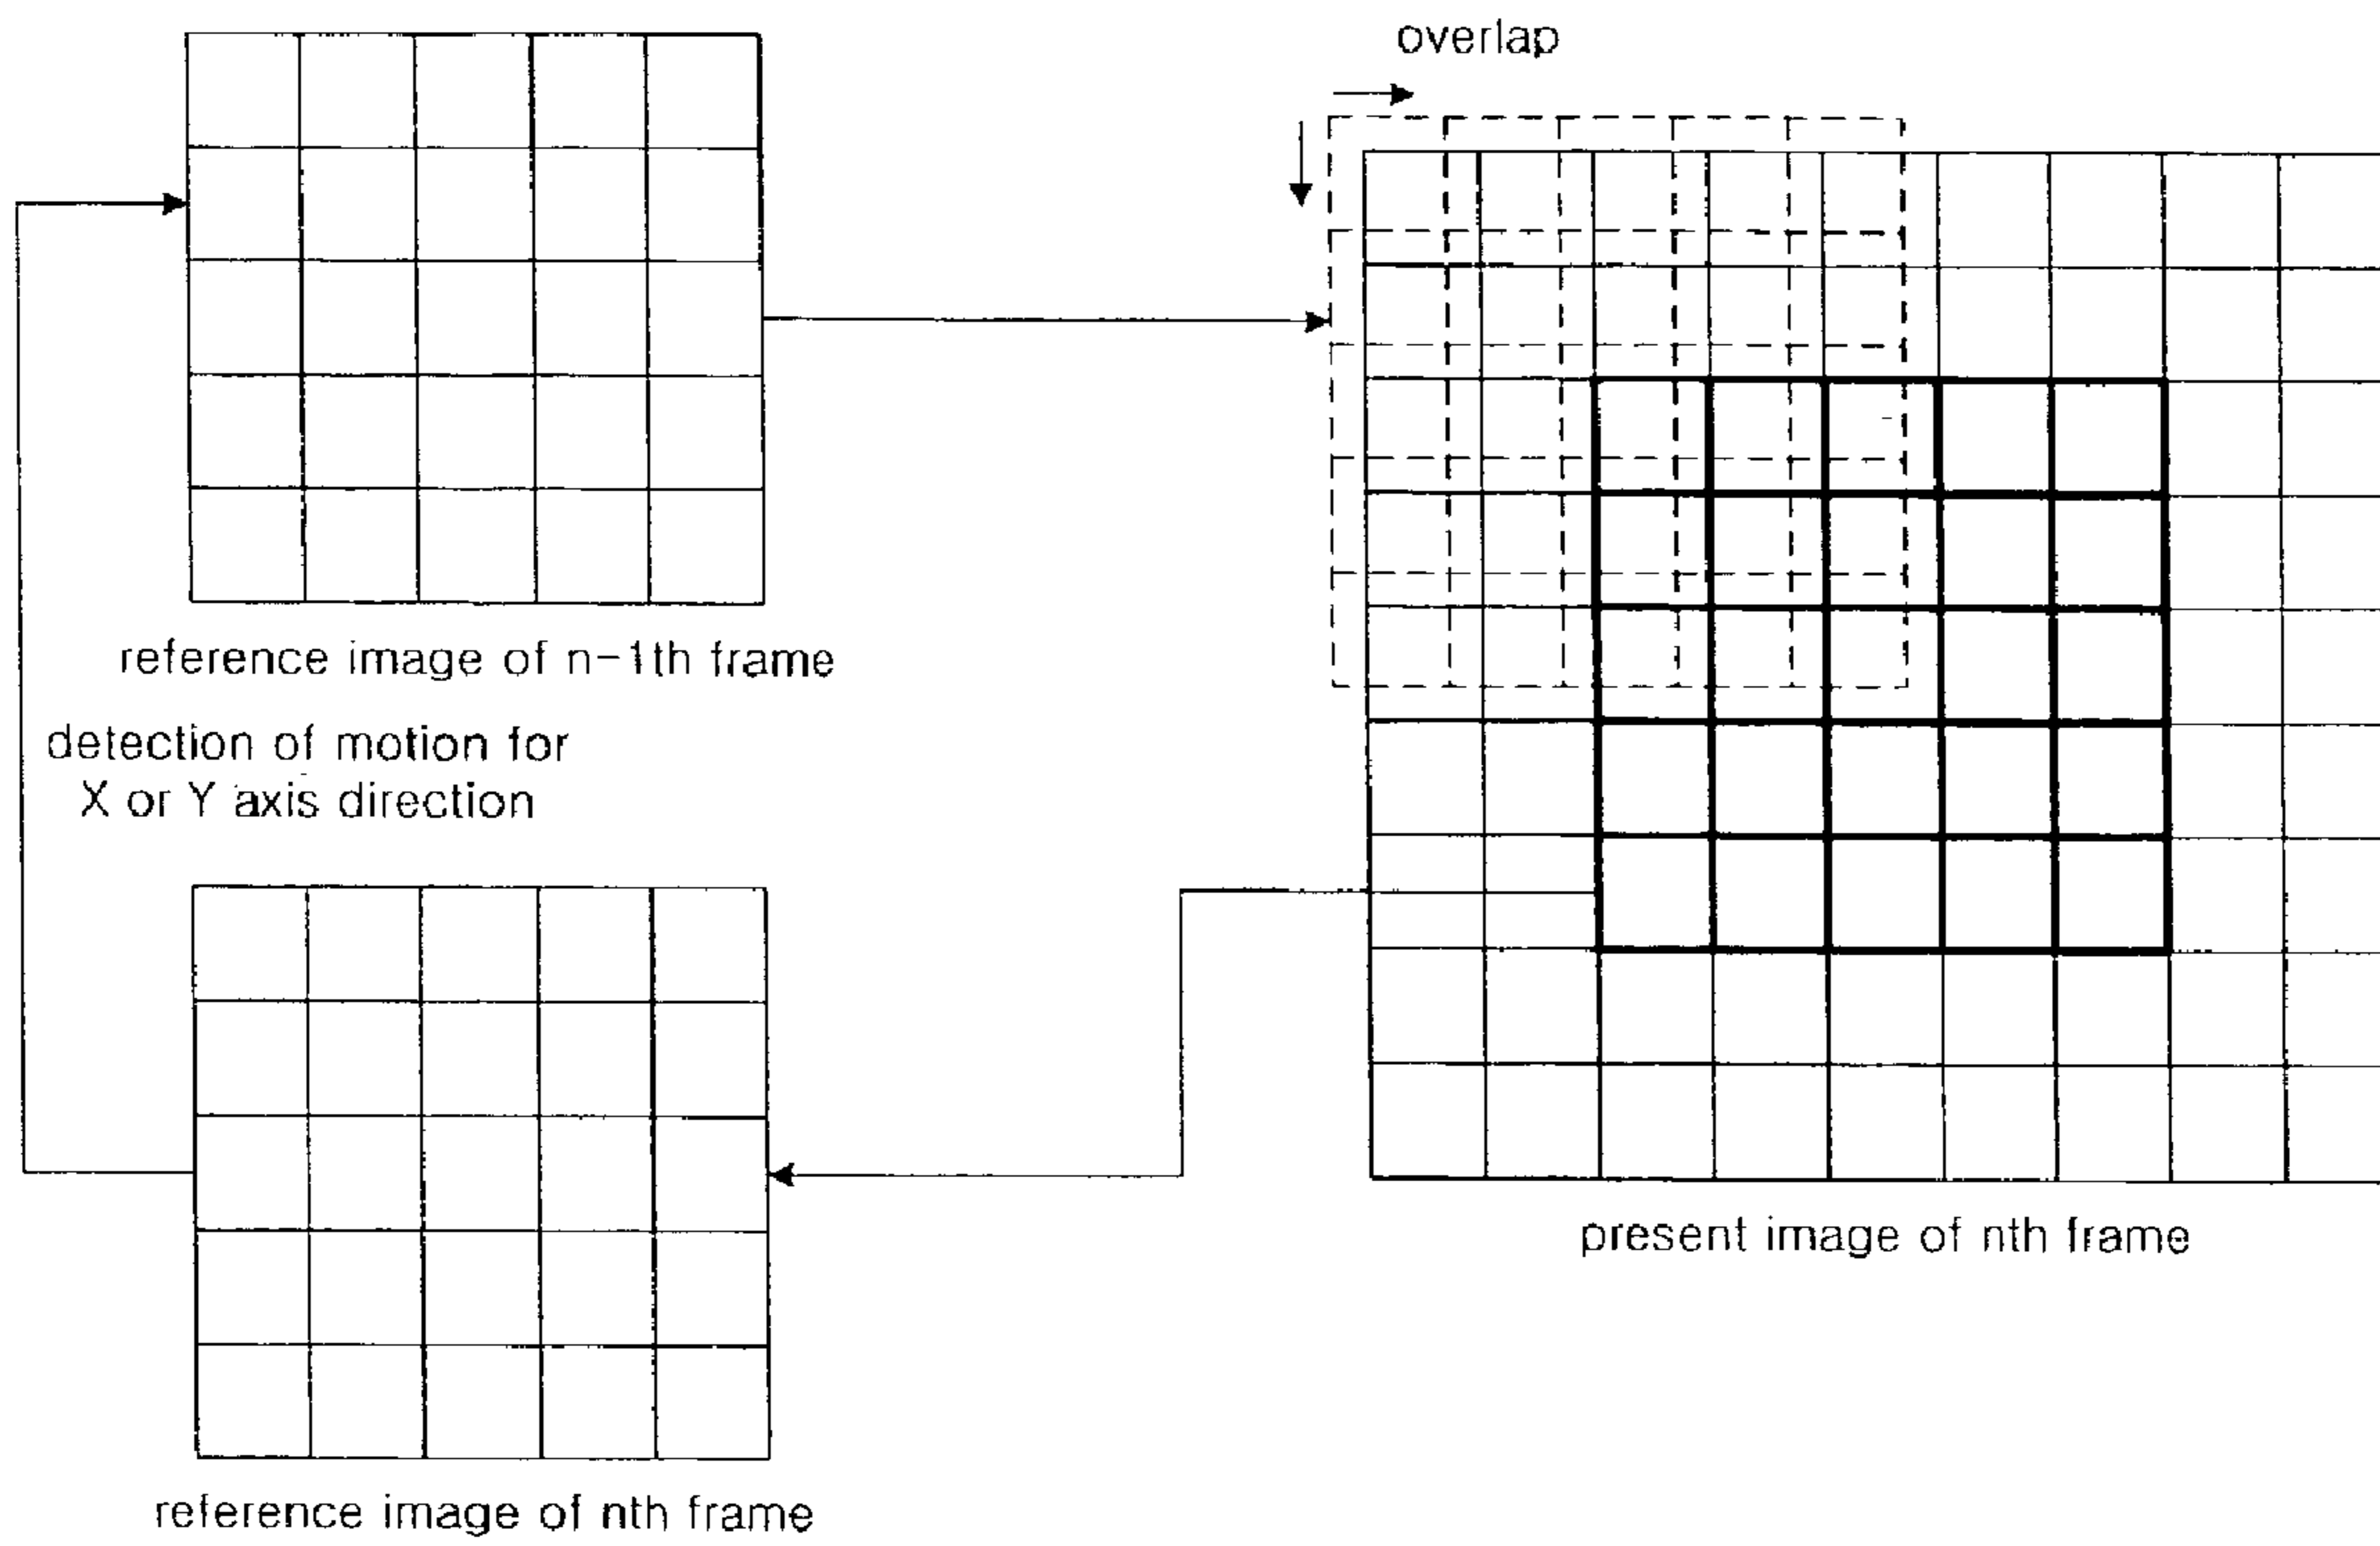 overlap
reference image of n-1th frame
detection of motion for
X or Y axis direction
present image of nth frame
reference image of nth frame